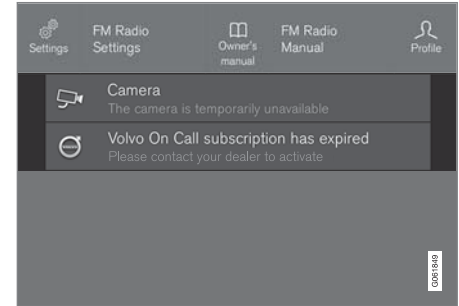 Settings
FM Radio
Settings
Owner's
manual
FM Radio
Manual
Profile
Camera
The camera is temporarily unavailable
Volvo On Call subscription has expired
Please contact your dealer to activate
G061849